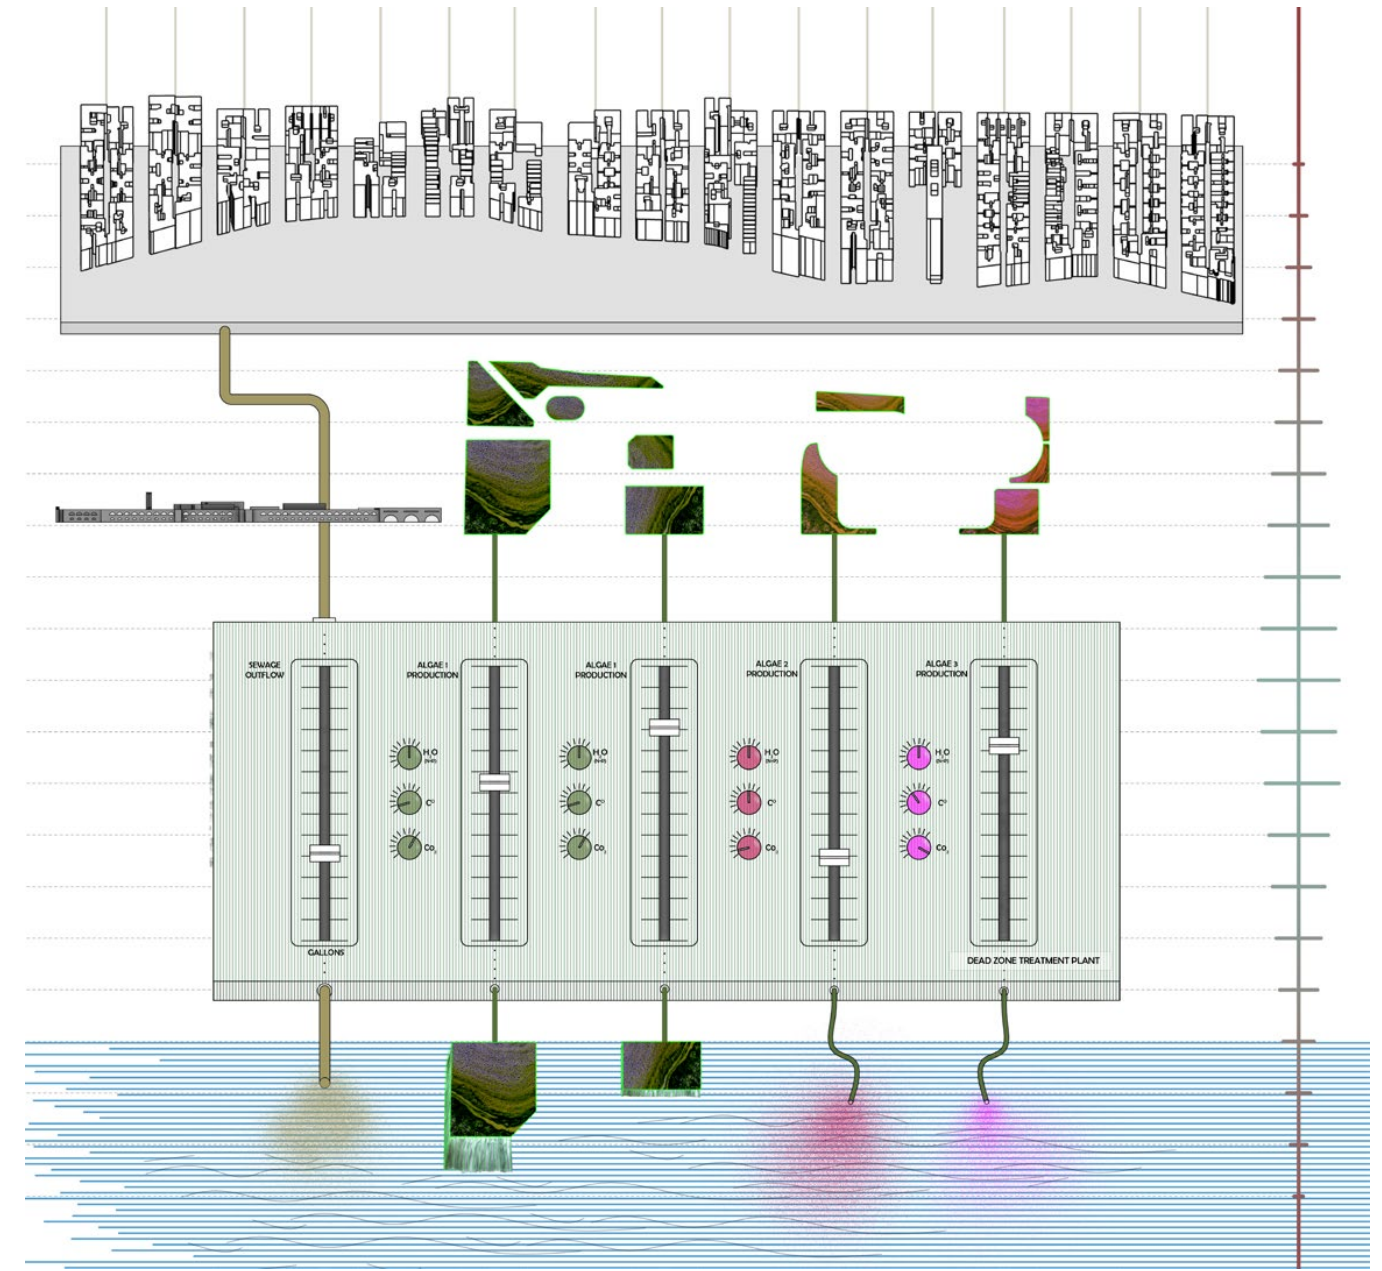 SEWAGE
OUTFLOW
ALGAE 1
PRODUCTION
ALGAE 1
PRODUCTION
ALGAE 2
PRODUCTION
ALGAE 3
PRODUCTION
H2O
(N+P)
C°
Co2
H2O
(N+P)
C°
Co2
H2O
(N+P)
C°
Co2
H2O
(N+P)
C°
Co2
GALLONS
DEAD ZONE TREATMENT PLANT